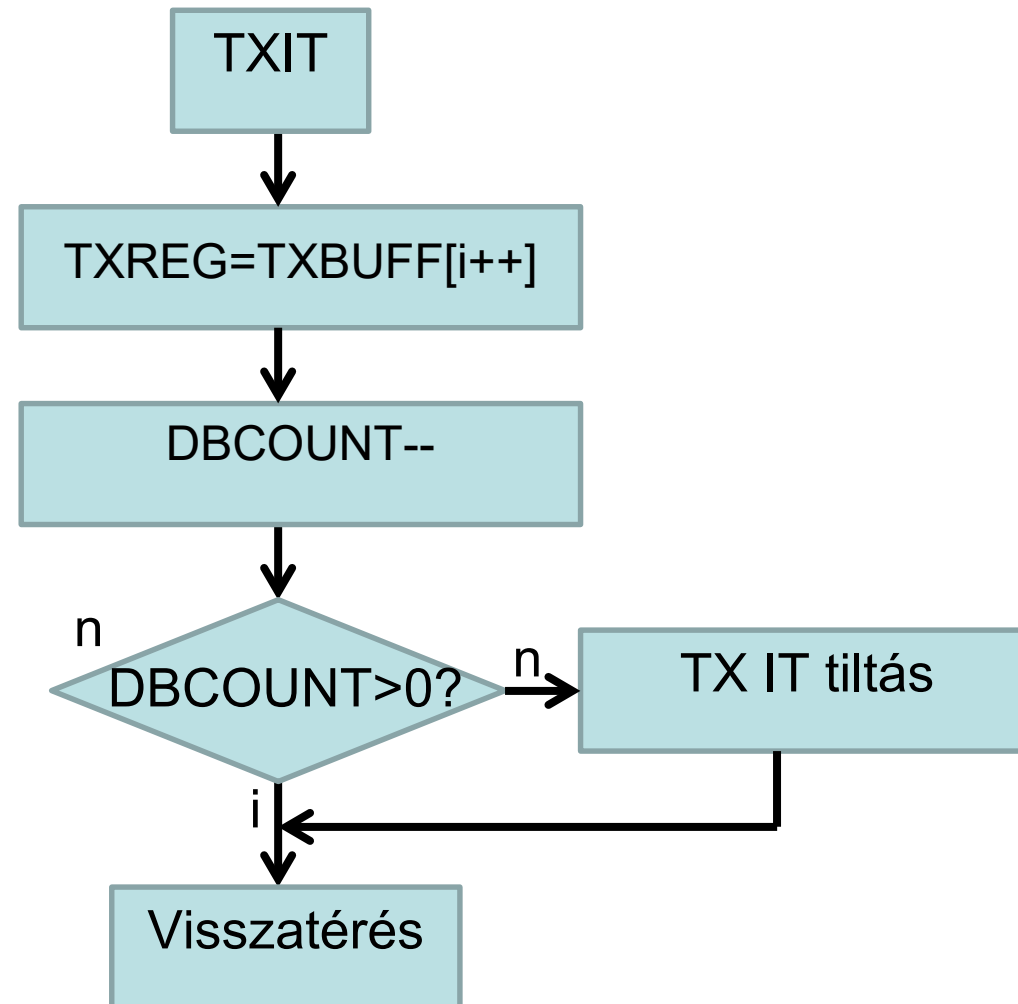 TXIT
TXREG=TXBUFF[i++]
DBCOUNT--
n
DBCOUNT>0?
n
TX IT tiltás
i
Visszatérés